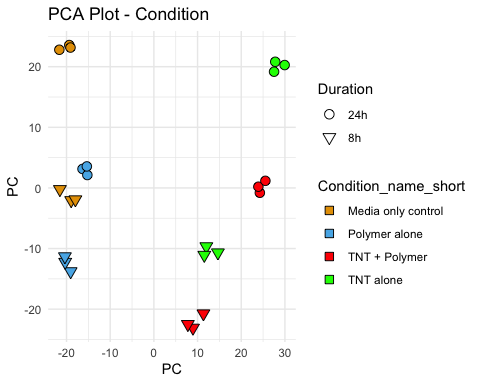 PCA Plot - Condition
20
10
0
-10
-20
PC
-20
-10
0
10
20
30
PC
Duration
24h
8h
Condition_name_short
Media only control
Polymer alone
TNT + Polymer
TNT alone